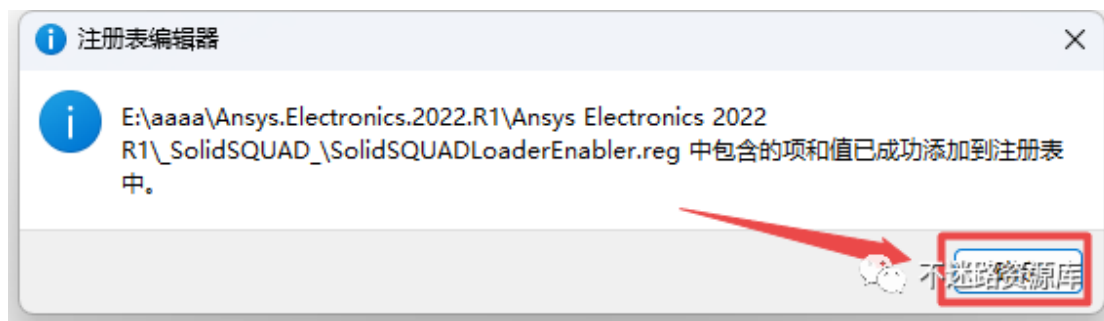 注册表编辑器
E:\aaaa\Ansys.Electronics.2022.R1\Ansys Electronics 2022
R1\_SolidSQUAD_\SolidSQUADLoaderEnabler.reg 中包含的项和值已成功添加到注册表
中。
不迷路资源库